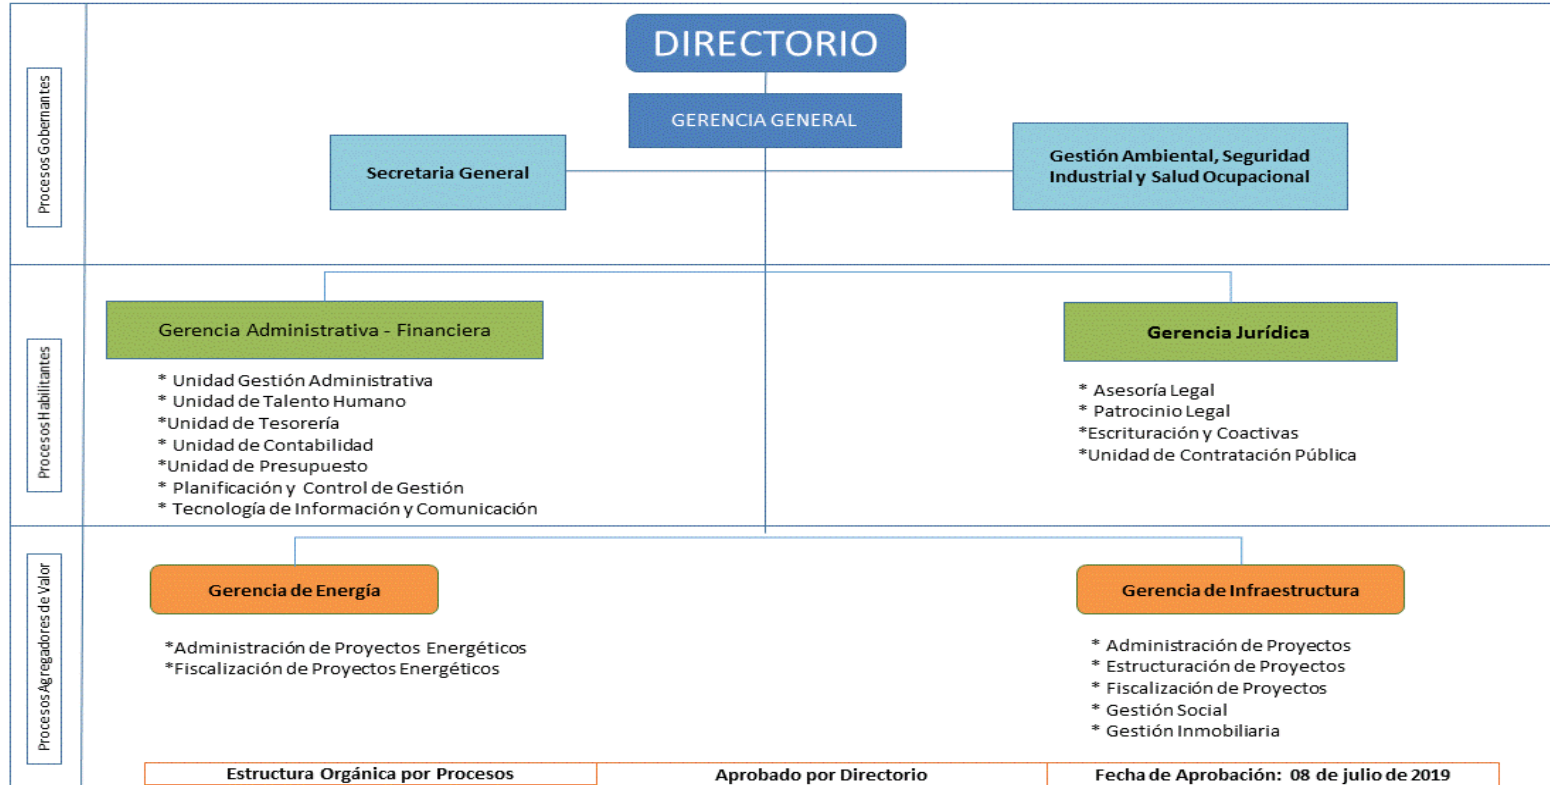 DIRECTORIO
GERENCIA GENERAL
Procesos Gobernantes
Secretaria General
Gestión Ambiental, Seguridad
Industrial y Salud Ocupacional
Procesos Habilitantes
Gerencia Administrativa - Financiera
* Unidad Gestión Administrativa
* Unidad de Talento Humano
*Unidad de Tesorería
* Unidad de Contabilidad
*Unidad de Presupuesto
* Planificación y Control de Gestión
* Tecnología de Información y Comunicación
Gerencia Jurídica
* Asesoría Legal
* Patrocinio Legal
*Escrituración y Coactivas
*Unidad de Contratación Pública
Procesos Agregadores de Valor
Gerencia de Energía
*Administración de Proyectos Energéticos
*Fiscalización de Proyectos Energéticos
Gerencia de Infraestructura
* Administración de Proyectos
* Estructuración de Proyectos
* Fiscalización de Proyectos
* Gestión Social
* Gestión Inmobiliaria
Estructura Orgánica por Procesos
Aprobado por Directorio
Fecha de Aprobación: 08 de julio de 2019